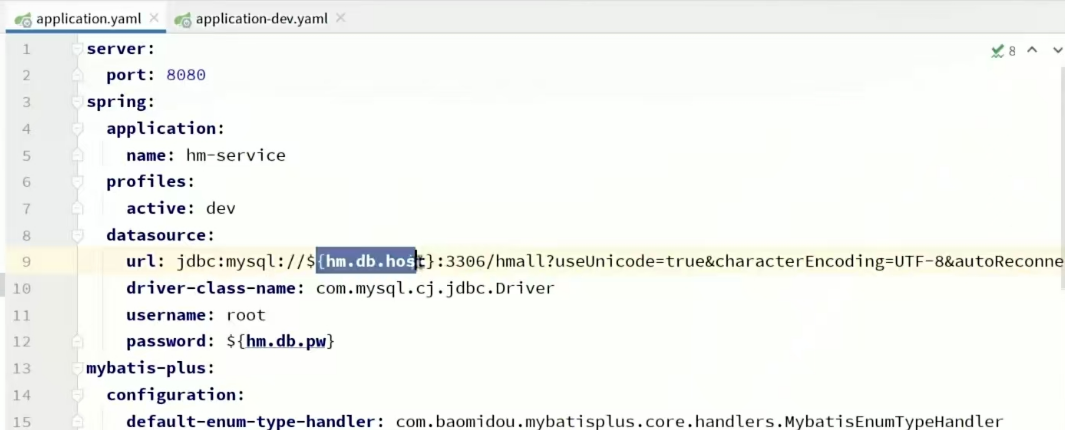 application.yaml application-dev.yaml
1 server: 8
2 port: 8080
3 spring:
4 application:
5 name: hm-service
6 profiles:
7 active: dev
8 datasource:
9 url: jdbc:mysql://${hm.db.host}:3306/hmall?useUnicode=true&characterEncoding=UTF-8&autoReconne
10 driver-class-name: com.mysql.cj.jdbc.Driver
11 username: root
12 password: ${hm.db.pw}
13 mybatis-plus:
14 configuration:
15 default-enum-type-handler: com.baomidou.mybatisplus.core.handlers.MybatisEnumTypeHandler